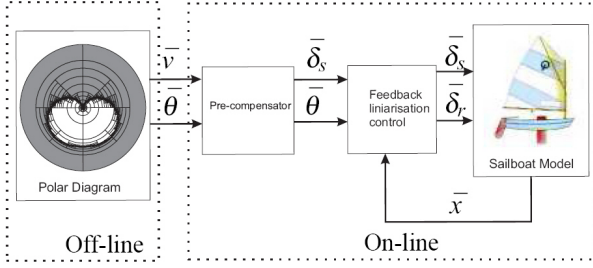 v̅
θ̅
Polar Diagram
Off-line
Pre-compensator
δ̅ₛ
θ̅
Feedback
liniarisation
control
δ̅ₛ
δ̅ᵣ
Sailboat Model
x̅
On-line